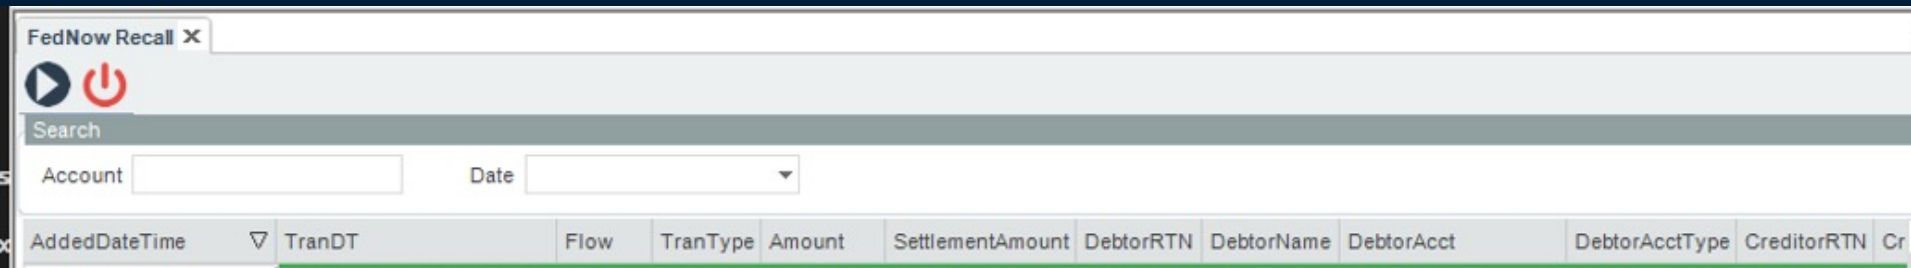 FedNow Recall
Search
Account Date
AddedDateTime TranDT Flow TranType Amount SettlementAmount DebtorRTN DebtorName DebtorAcct DebtorAcctType CreditorRTN Cr